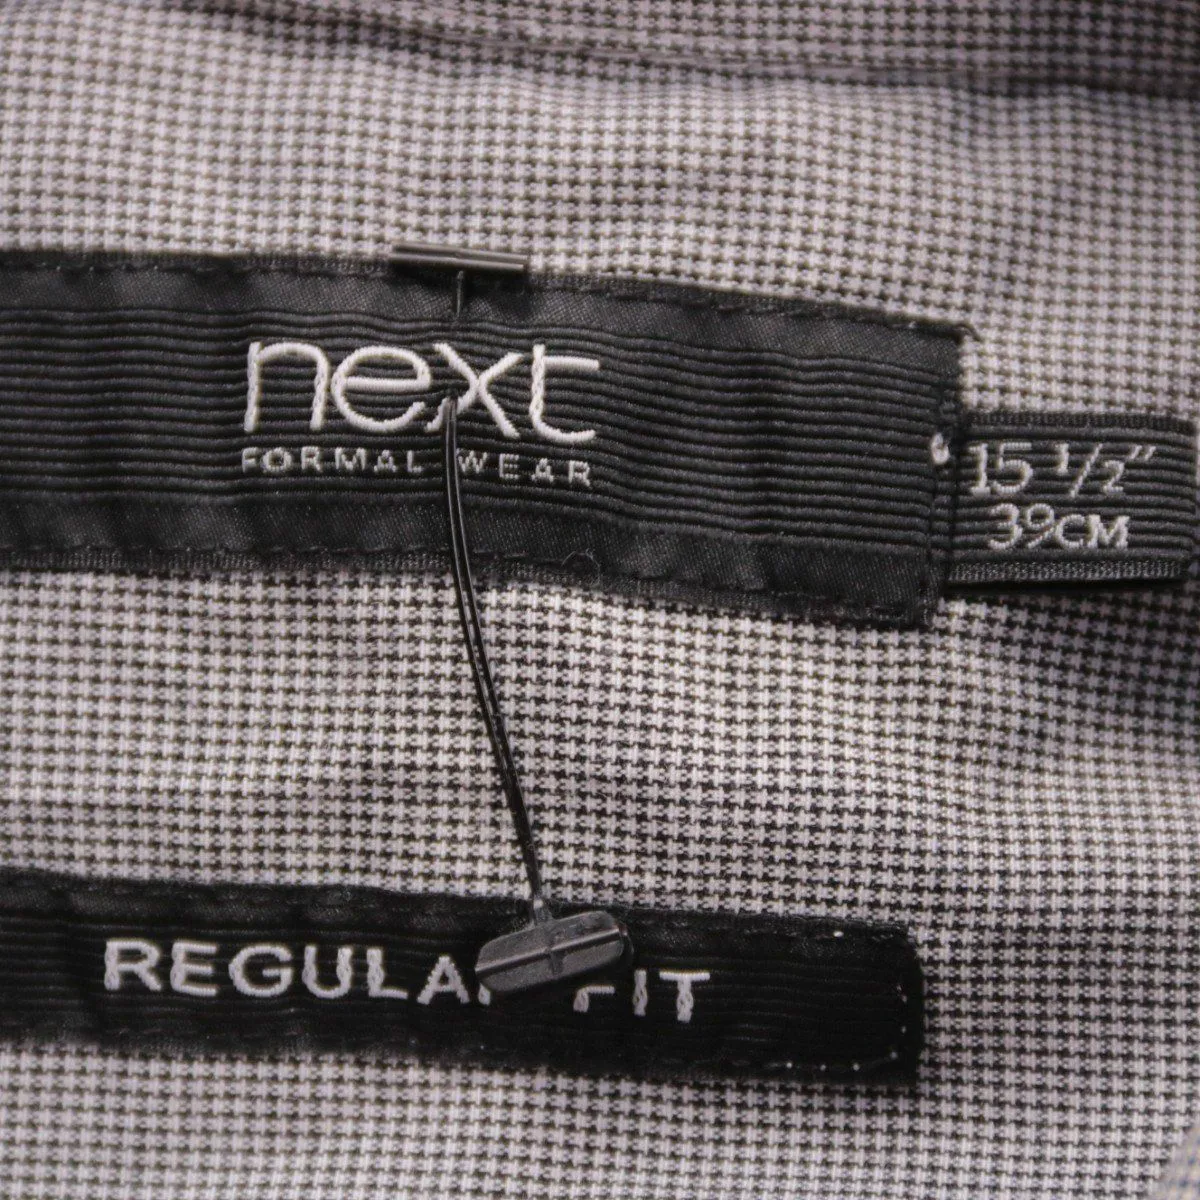 next
FORMAL WEAR
15 1/2"
39CM
REGULAR FIT